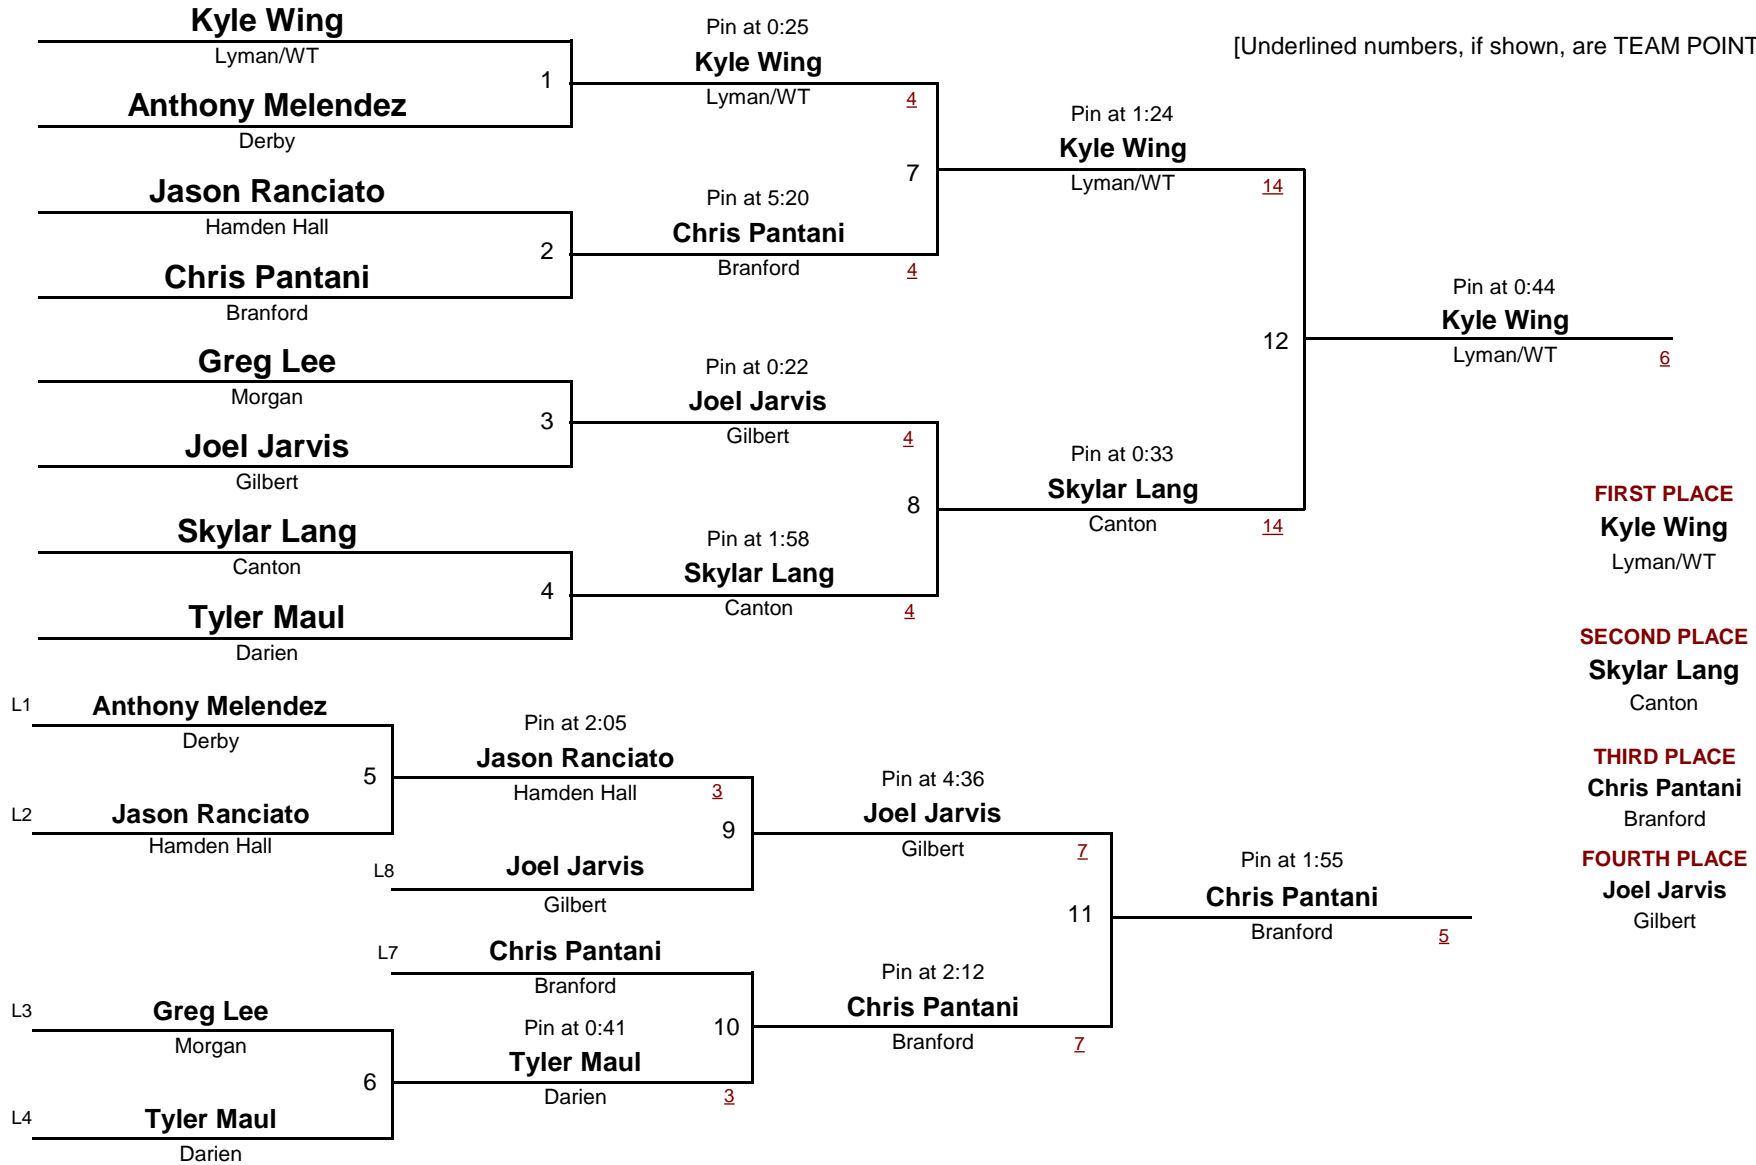 Kyle Wing
Lyman/WT
1
Anthony Melendez
Derby
Jason Ranciato
Hamden Hall
2
Chris Pantani
Branford
Greg Lee
Morgan
3
Joel Jarvis
Gilbert
Skylar Lang
Canton
4
Tyler Maul
Darien
Pin at 0:25
Kyle Wing
Lyman/WT
4
7
Pin at 5:20
Chris Pantani
Branford
4
Pin at 0:22
Joel Jarvis
Gilbert
4
8
Pin at 1:58
Skylar Lang
Canton
4
[Underlined numbers, if shown, are TEAM POINT
Pin at 1:24
Kyle Wing
Lyman/WT
14
12
Pin at 0:33
Skylar Lang
Canton
14
Pin at 0:44
Kyle Wing
Lyman/WT
6
FIRST PLACE
Kyle Wing
Lyman/WT
SECOND PLACE
Skylar Lang
Canton
THIRD PLACE
Chris Pantani
Branford
FOURTH PLACE
Joel Jarvis
Gilbert
L1
Anthony Melendez
Derby
5
L2
Jason Ranciato
Hamden Hall
Pin at 2:05
Jason Ranciato
Hamden Hall
3
9
L8
Joel Jarvis
Gilbert
L7
Chris Pantani
Branford
10
L3
Greg Lee
Morgan
6
L4
Tyler Maul
Darien
Pin at 0:41
Tyler Maul
Darien
3
Pin at 4:36
Joel Jarvis
Gilbert
7
11
Pin at 2:12
Chris Pantani
Branford
7
Pin at 1:55
Chris Pantani
Branford
5